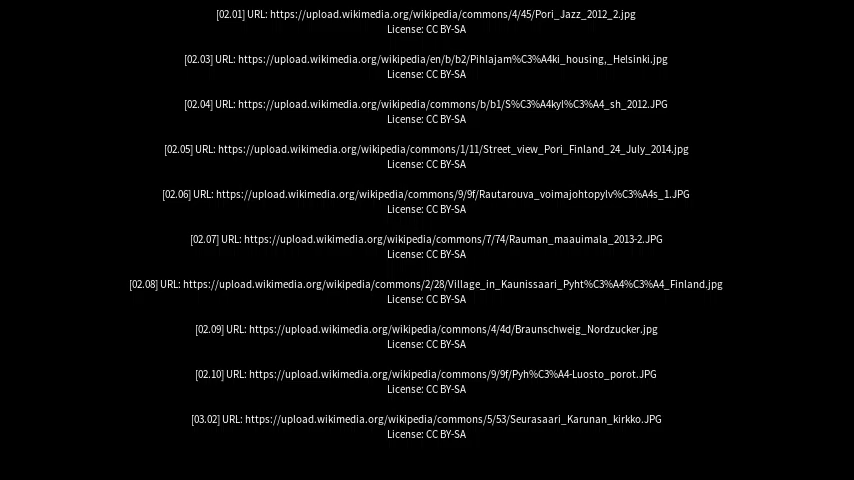 [02.01] URL: https://upload.wikimedia.org/wikipedia/commons/4/45/Pori_Jazz_2012_2.jpg
License: CC BY-SA
[02.03] URL: https://upload.wikimedia.org/wikipedia/en/b/b2/Pihlajam%C3%A4ki_housing,_Helsinki.jpg
License: CC BY-SA
[02.04] URL: https://upload.wikimedia.org/wikipedia/commons/b/b1/S%C3%A4kyl%C3%A4_sh_2012.JPG
License: CC BY-SA
[02.05] URL: https://upload.wikimedia.org/wikipedia/commons/1/11/Street_view_Pori_Finland_24_July_2014.jpg
License: CC BY-SA
[02.06] URL: https://upload.wikimedia.org/wikipedia/commons/9/9f/Rautarouva_voimajohtopylv%C3%A4s_1.JPG
License: CC BY-SA
[02.07] URL: https://upload.wikimedia.org/wikipedia/commons/7/74/Rauman_maauimala_2013-2.JPG
License: CC BY-SA
[02.08] URL: https://upload.wikimedia.org/wikipedia/commons/2/28/Village_in_Kaunissaari_Pyht%C3%A4%C3%A4_Finland.jpg
License: CC BY-SA
[02.09] URL: https://upload.wikimedia.org/wikipedia/commons/4/4d/Braunschweig_Nordzucker.jpg
License: CC BY-SA
[02.10] URL: https://upload.wikimedia.org/wikipedia/commons/9/9f/Pyh%C3%A4-Luosto_porot.JPG
License: CC BY-SA
[03.02] URL: https://upload.wikimedia.org/wikipedia/commons/5/53/Seurasaari_Karunan_kirkko.JPG
License: CC BY-SA